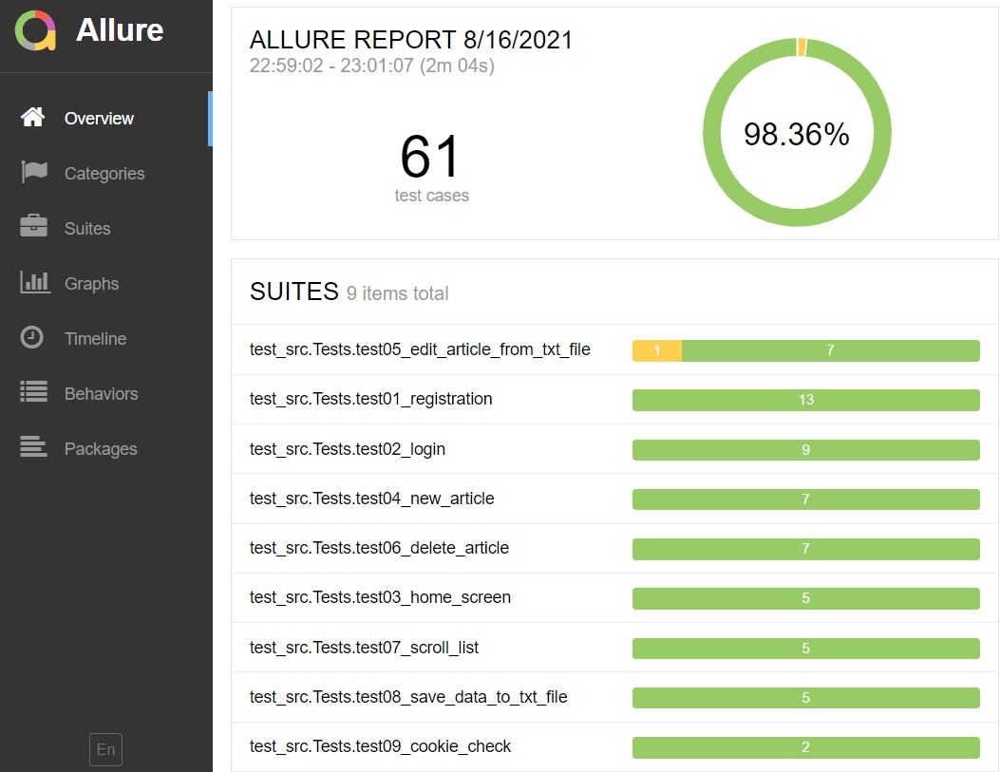 Allure
Overview
Categories
Suites
Graphs
Timeline
Behaviors
Packages
En
ALLURE REPORT 8/16/2021
22:59:02 - 23:01:07 (2m 04s)
61
test cases
98.36%
SUITES 9 items total
test_src.Tests.test05_edit_article_from_txt_file 1 7
test_src.Tests.test01_registration 13
test_src.Tests.test02_login 9
test_src.Tests.test04_new_article 7
test_src.Tests.test06_delete_article 7
test_src.Tests.test03_home_screen 5
test_src.Tests.test07_scroll_list 5
test_src.Tests.test08_save_data_to_txt_file 5
test_src.Tests.test09_cookie_check 2